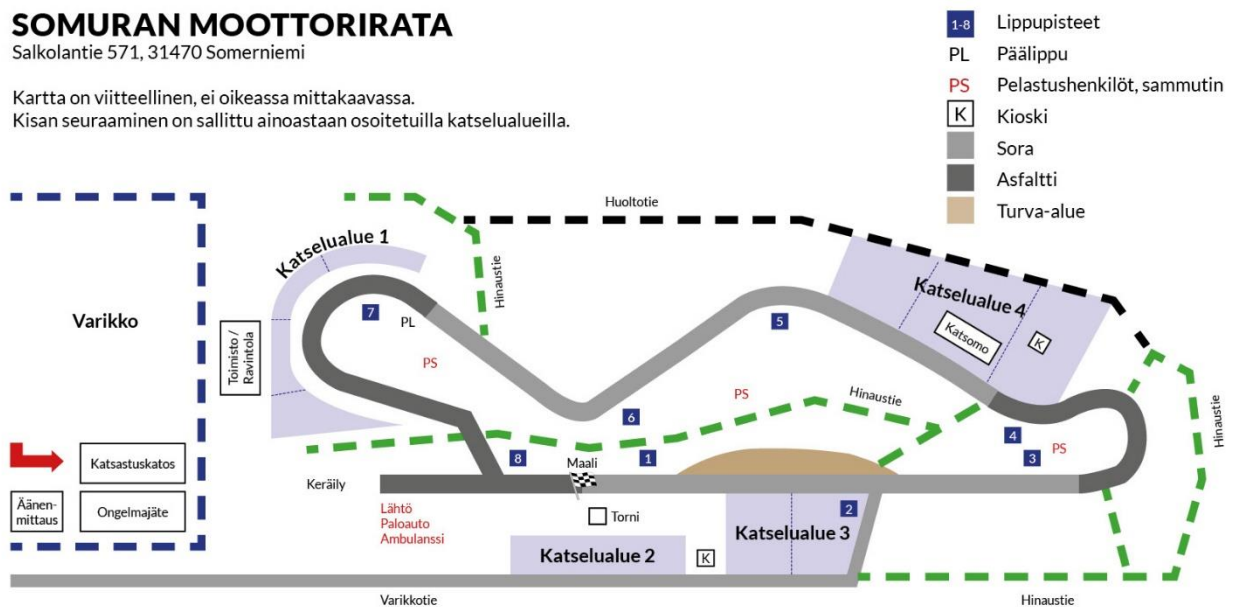 SOMURAN MOOTTORIRATA
Salkolantie 571, 31470 Somerniemi
Kartta on viitteellinen, ei oikeassa mittakaavassa.
Kisan seuraaminen on sallittu ainoastaan osoitetuilla katselualueilla.
1-8 Lippupisteet
PL Päälippu
PS Pelastushenkilöt, sammutin
K Kioski
Sora
Asfaltti
Turva-alue
Huoltotie
Katselualue 1
Hinaustie
Varikko
Toimisto /
Ravintola
7
PL
PS
5
Katselualue 4
Katsomo
K
PS
Hinaustie
6
Hinaustie
4
PS
3
8
1
Maali
Katsastuskatos
Äänen-
mittaus
Ongelmajäte
Keräily
Lähtö
Paloauto
Ambulanssi
Torni
2
Katselualue 2
K
Katselualue 3
Varikkotie
Hinaustie